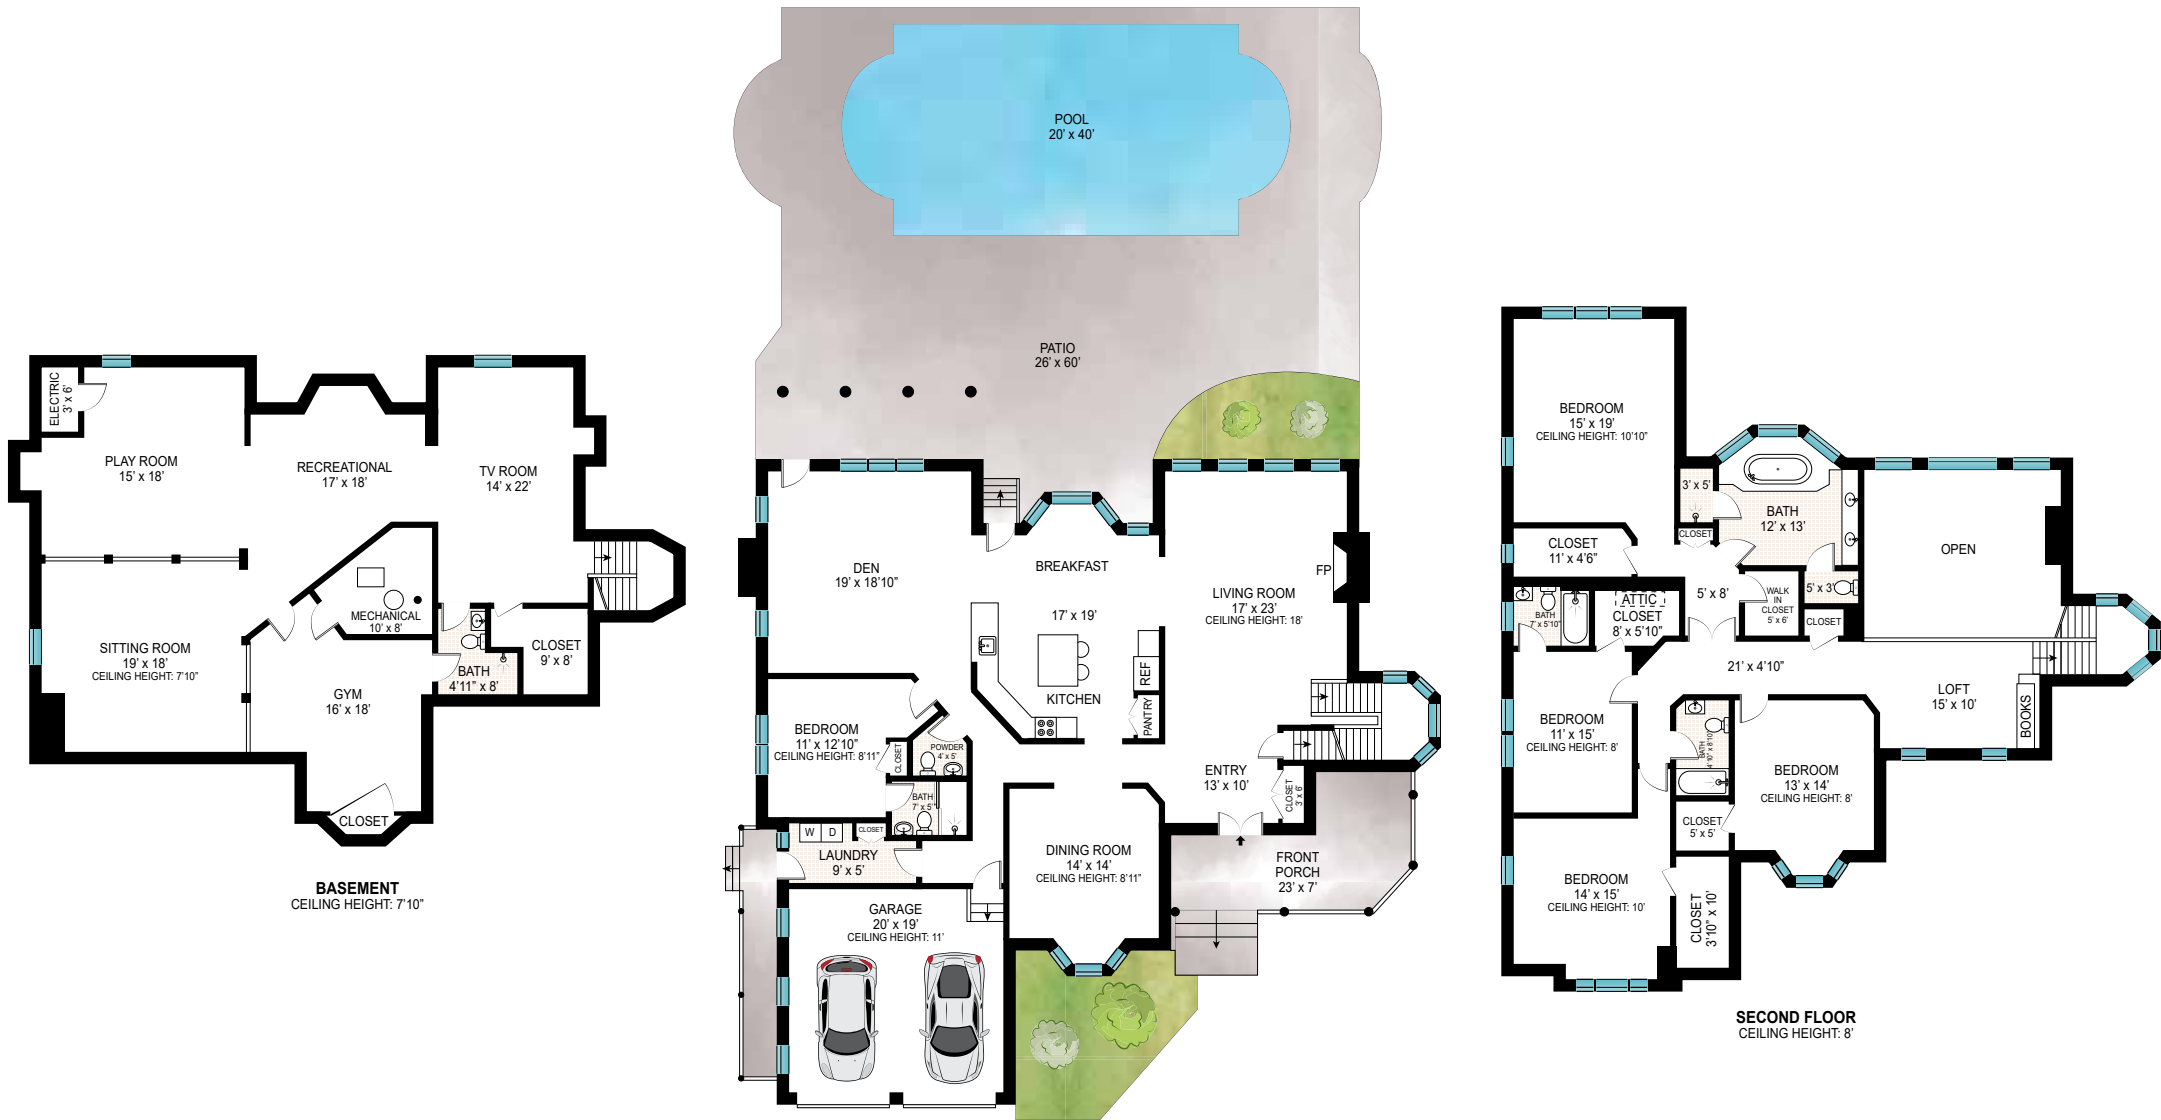 ELECTRIC
3' x 6'
PLAY ROOM
15' x 18'
RECREATIONAL
17' x 18'
TV ROOM
14' x 22'
MECHANICAL
10' x 8'
SITTING ROOM
19' x 18'
CEILING HEIGHT: 7'10"
GYM
16' x 18'
BATH
4'11" x 8'
CLOSET
9' x 8'
CLOSET
BASEMENT
CEILING HEIGHT: 7'10"
POOL
20' x 40'
PATIO
26' x 60'
DEN
19' x 18'10"
BREAKFAST
17' x 19'
KITCHEN
REF
PANTRY
LIVING ROOM
17' x 23'
CEILING HEIGHT: 18'
FP
BEDROOM
11' x 12'10"
CEILING HEIGHT: 8'11"
CLOSET
POWDER
4' x 5'
BATH
7' x 5'
ENTRY
13' x 10'
CLOSET
3' x 6'
W D
CLOSET
LAUNDRY
9' x 5'
DINING ROOM
14' x 14'
CEILING HEIGHT: 8'11"
FRONT
PORCH
23' x 7'
GARAGE
20' x 19'
CEILING HEIGHT: 11'
BEDROOM
15' x 19'
CEILING HEIGHT: 10'10"
3' x 5'
BATH
12' x 13'
CLOSET
CLOSET
11' x 4'6"
OPEN
BATH
7' x 5'10"
ATTIC
CLOSET
8' x 5'10"
5' x 8'
WALK
IN
CLOSET
5' x 6'
5' x 3'
CLOSET
21' x 4'10"
LOFT
15' x 10'
BOOKS
BEDROOM
11' x 15'
CEILING HEIGHT: 8'
BATH
4'10" x 8'10"
BEDROOM
13' x 14'
CEILING HEIGHT: 8'
CLOSET
5' x 5'
BEDROOM
14' x 15'
CEILING HEIGHT: 10'
CLOSET
3'10" x 10'
SECOND FLOOR
CEILING HEIGHT: 8'